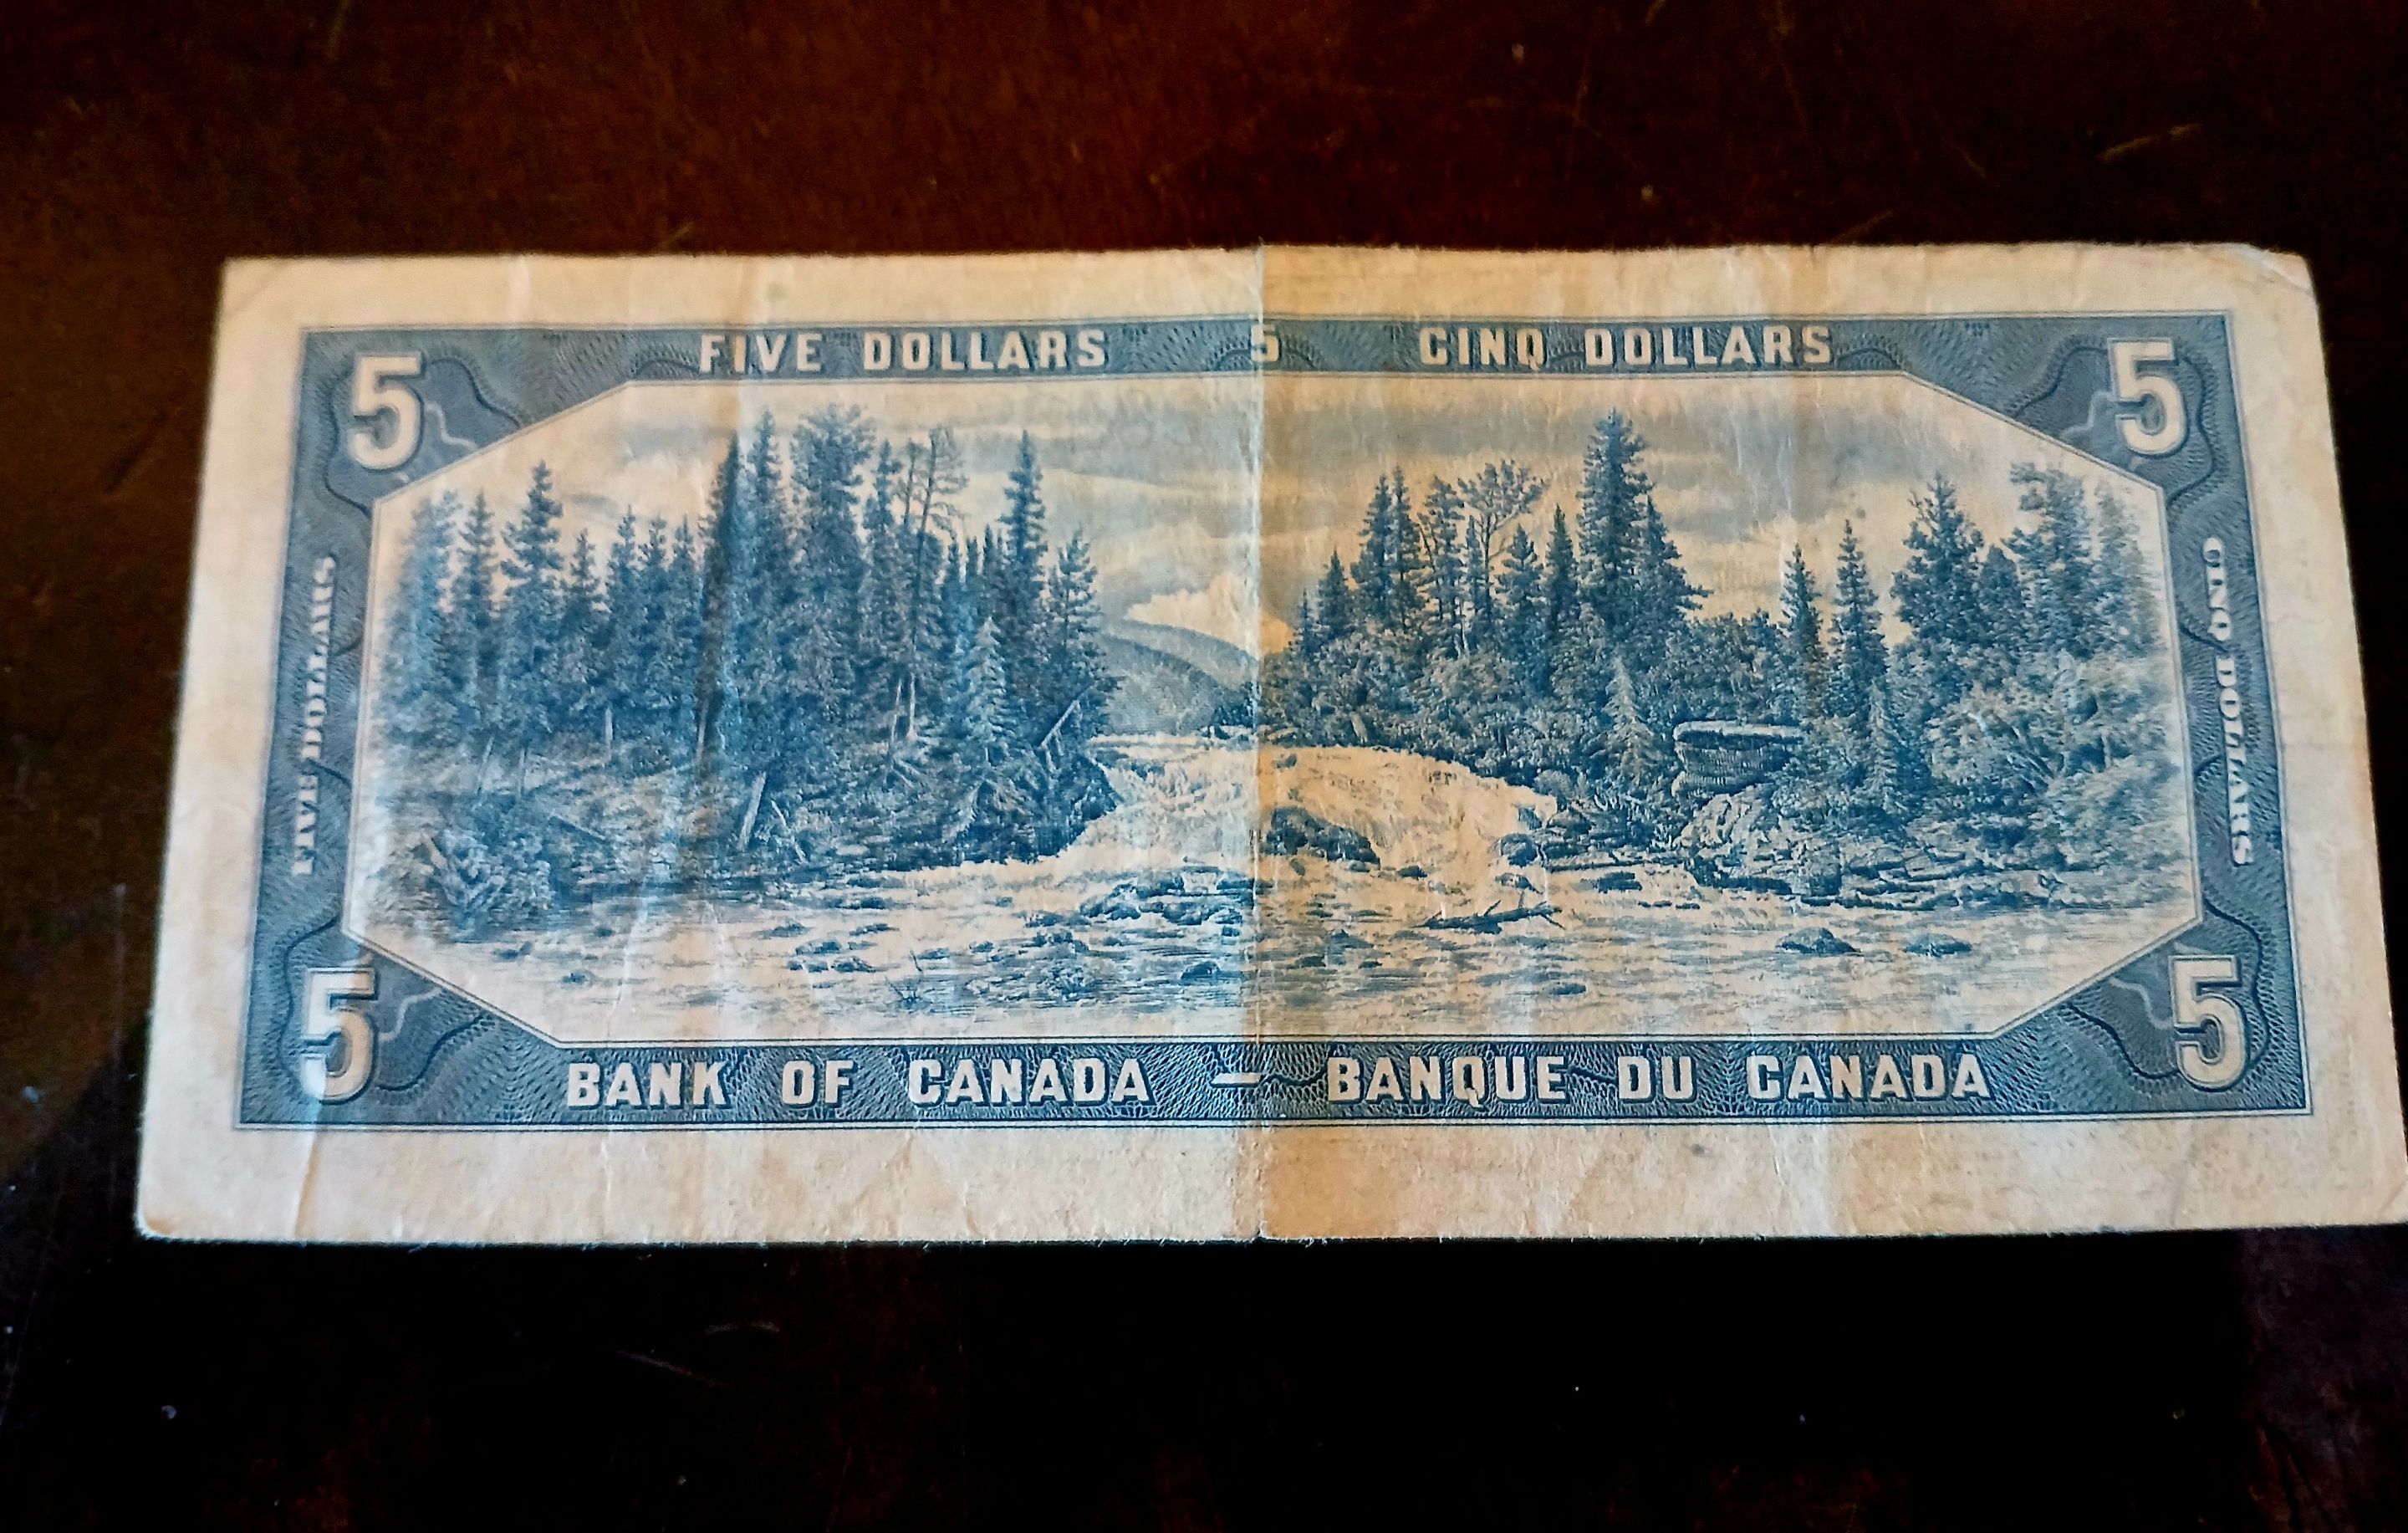 FIVE DOLLARS 5 CINQ DOLLARS
5 5
FIVE DOLLARS
CINQ DOLLARS
5 5
BANK OF CANADA — BANQUE DU CANADA